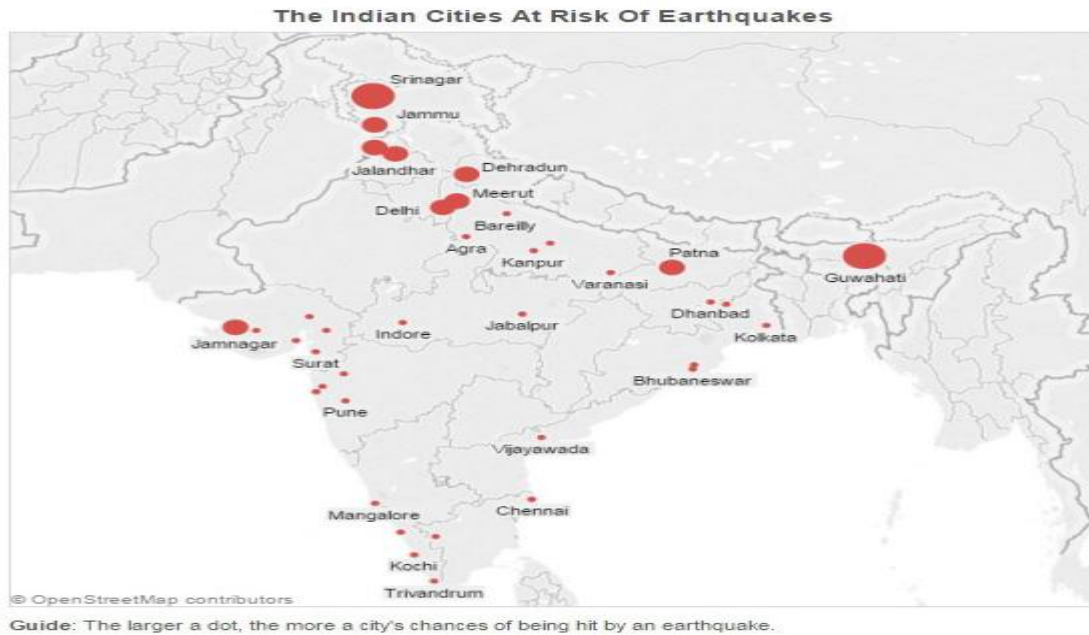 The Indian Cities At Risk Of Earthquakes
Srinagar
Jammu
Jalandhar
Dehradun
Meerut
Delhi
Bareilly
Agra
Kanpur
Patna
Varanasi
Guwahati
Dhanbad
Kolkata
Jamnagar
Indore
Jabalpur
Surat
Bhubaneswar
Pune
Vijayawada
Mangalore
Chennai
Kochi
Trivandrum
© OpenStreetMap contributors
Guide: The larger a dot, the more a city's chances of being hit by an earthquake.